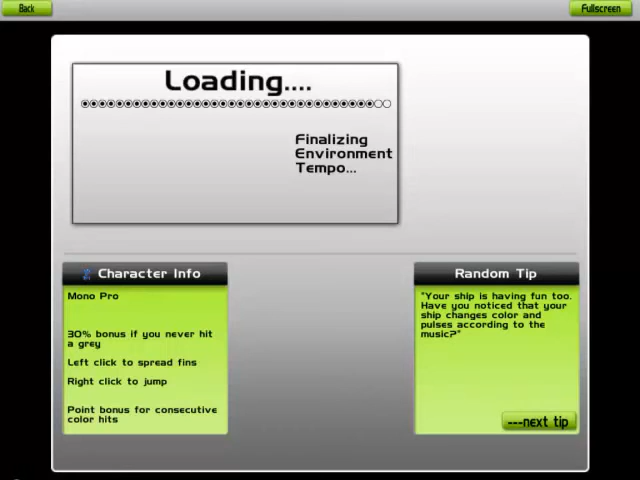 Back
Fullscreen
Loading....
Finalizing
Environment
Tempo...
Character Info
Mono Pro
30% bonus if you never hit
a grey
Left click to spread fins
Right click to jump
Point bonus for consecutive
color hits
Random Tip
"Your ship is having fun too.
Have you noticed that your
ship changes color and
pulses according to the
music?"
---next tip